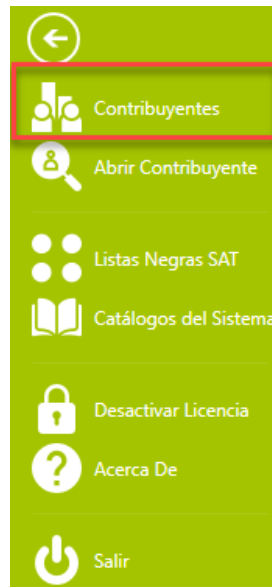 Contribuyentes
Abrir Contribuyente
Listas Negras SAT
Catálogos del Sistema
Desactivar Licencia
Acerca De
Salir